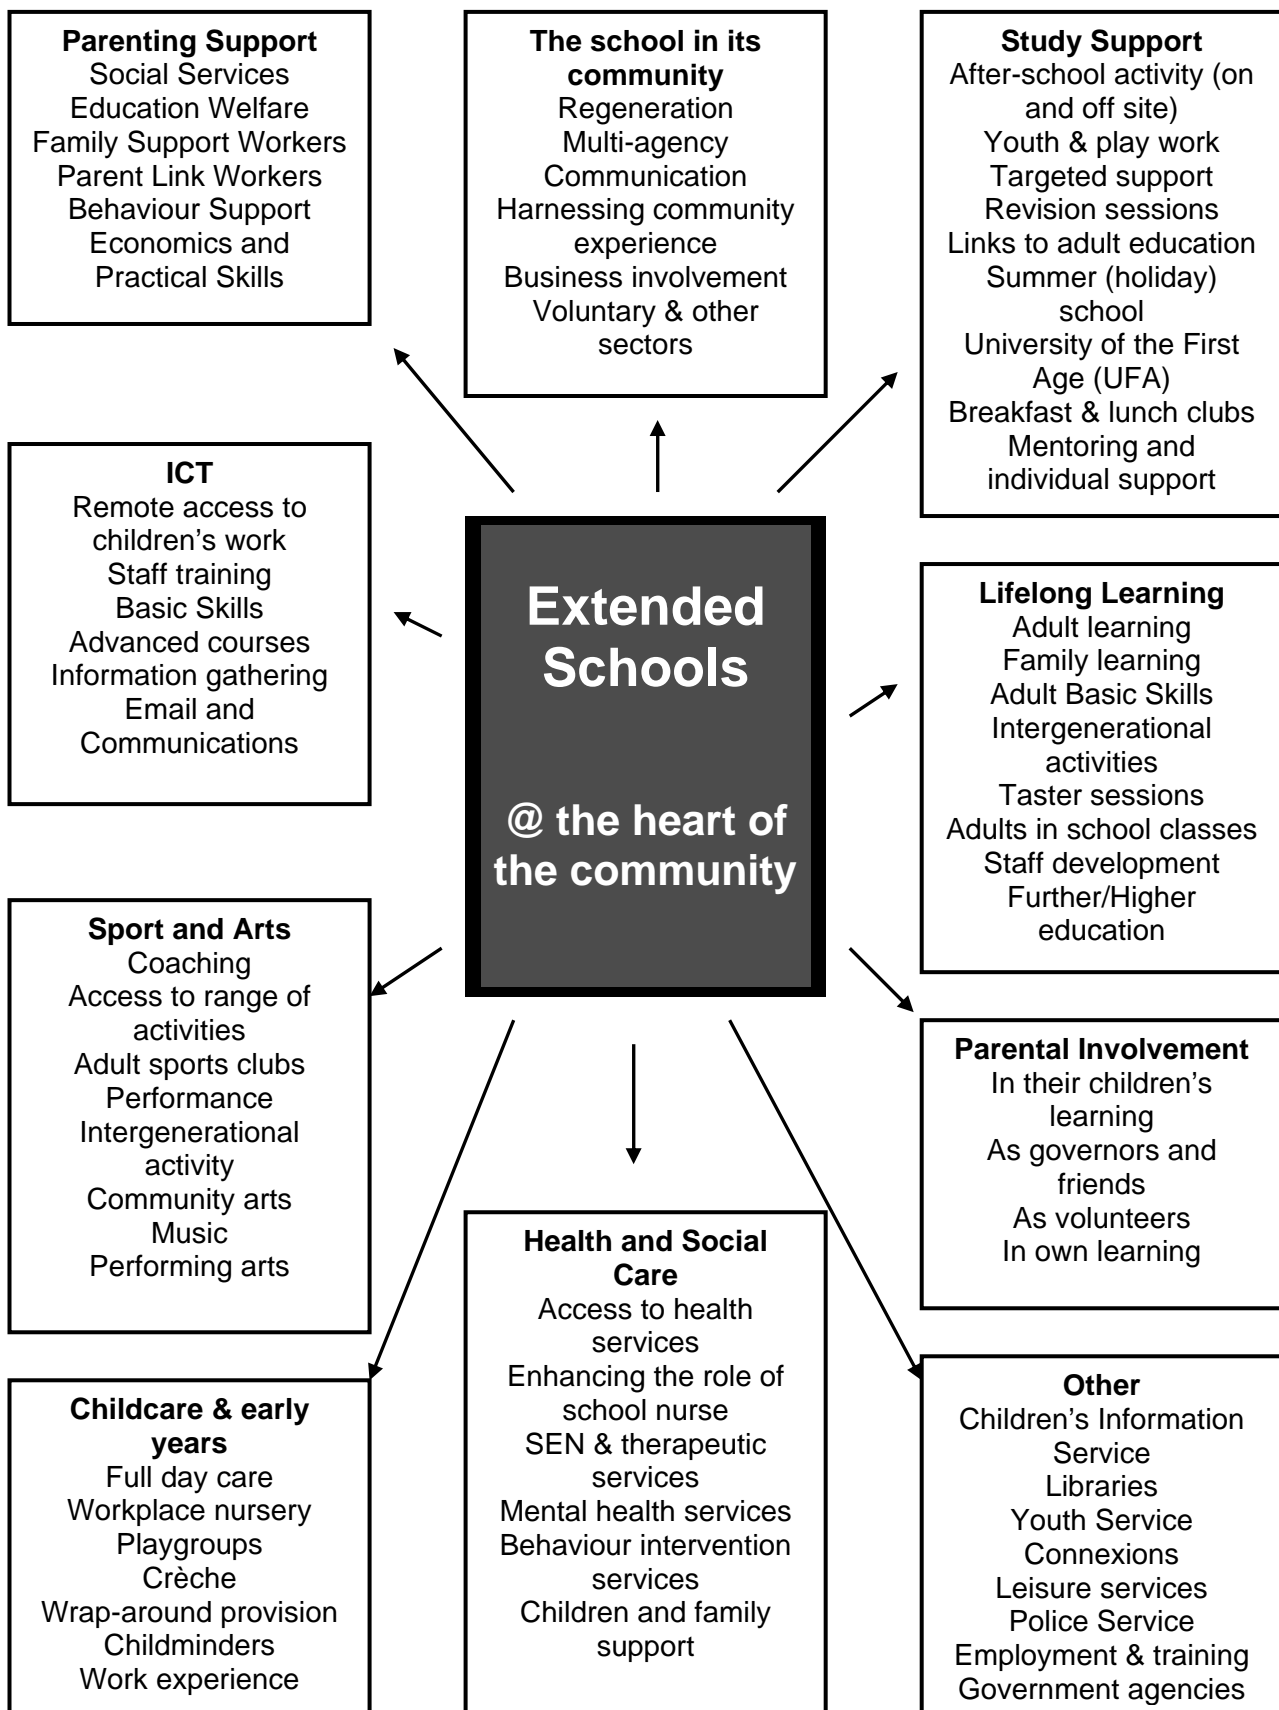 Parenting Support
Social Services
Education Welfare
Family Support Workers
Parent Link Workers
Behaviour Support
Economics and
Practical Skills
The school in its
community
Regeneration
Multi-agency
Communication
Harnessing community
experience
Business involvement
Voluntary & other
sectors
Study Support
After-school activity (on
and off site)
Youth & play work
Targeted support
Revision sessions
Links to adult education
Summer (holiday)
school
University of the First
Age (UFA)
Breakfast & lunch clubs
Mentoring and
individual support
ICT
Remote access to
children’s work
Staff training
Basic Skills
Advanced courses
Information gathering
Email and
Communications
Extended
Schools
@ the heart of
the community
Lifelong Learning
Adult learning
Family learning
Adult Basic Skills
Intergenerational
activities
Taster sessions
Adults in school classes
Staff development
Further/Higher
education
Sport and Arts
Coaching
Access to range of
activities
Adult sports clubs
Performance
Intergenerational
activity
Community arts
Music
Performing arts
Parental Involvement
In their children’s
learning
As governors and
friends
As volunteers
In own learning
Childcare & early
years
Full day care
Workplace nursery
Playgroups
Crèche
Wrap-around provision
Childminders
Work experience
Health and Social
Care
Access to health
services
Enhancing the role of
school nurse
SEN & therapeutic
services
Mental health services
Behaviour intervention
services
Children and family
support
Other
Children’s Information
Service
Libraries
Youth Service
Connexions
Leisure services
Police Service
Employment & training
Government agencies